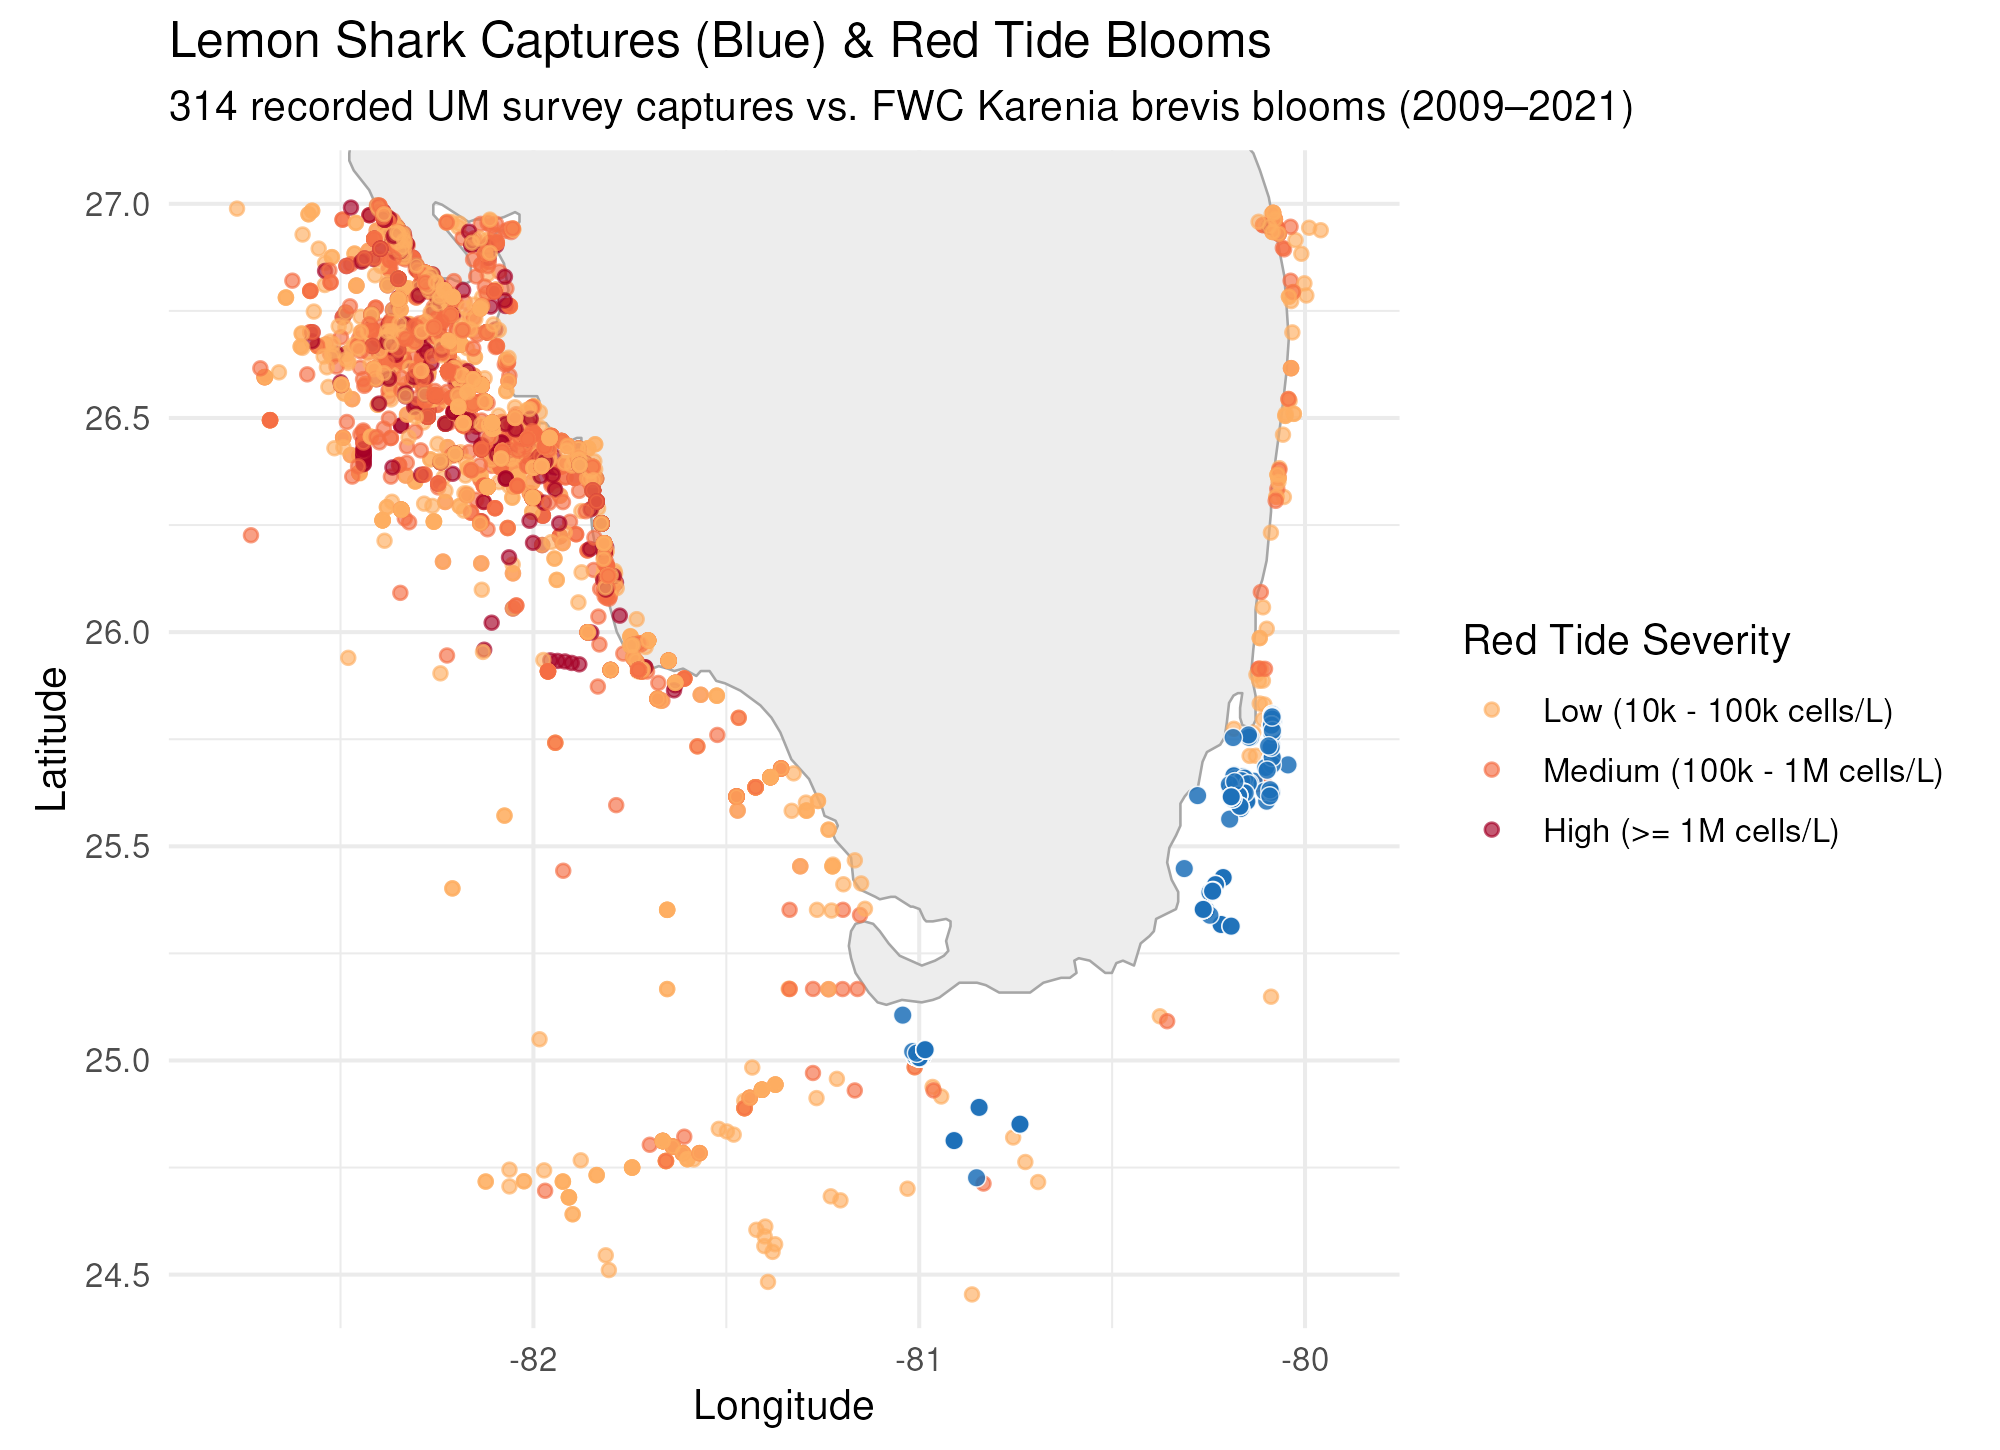 Lemon Shark Captures (Blue) & Red Tide Blooms
314 recorded UM survey captures vs. FWC Karenia brevis blooms (2009–2021)
27.0
26.5
26.0
25.5
25.0
24.5
Latitude
-82
-81
-80
Longitude
Red Tide Severity
Low (10k - 100k cells/L)
Medium (100k - 1M cells/L)
High (>= 1M cells/L)